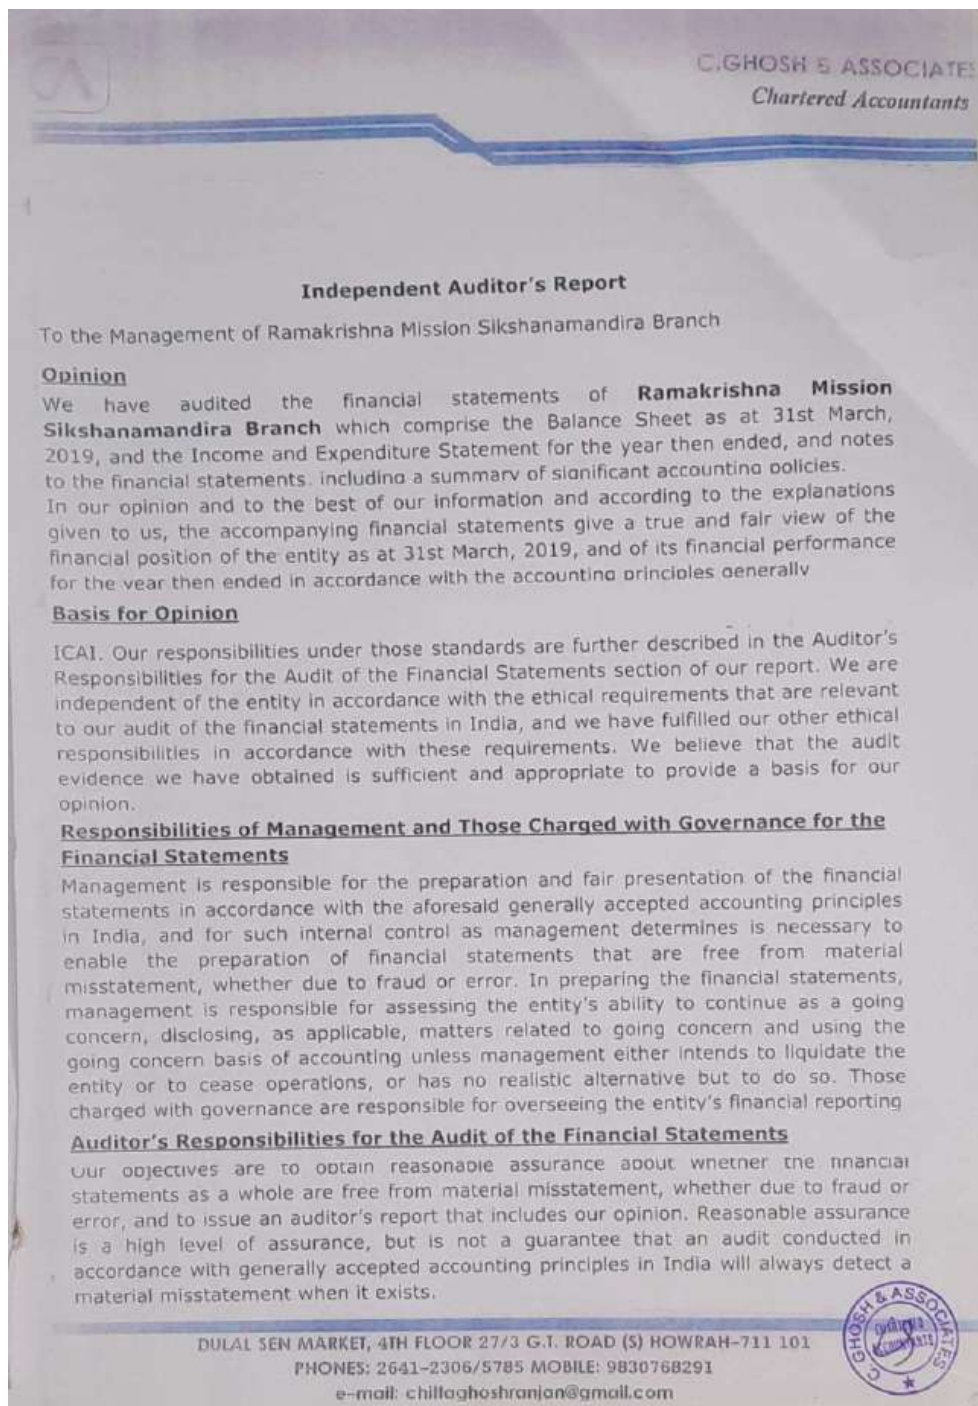 CA
C.GHOSH & ASSOCIATES
Chartered Accountants
Independent Auditor's Report
To the Management of Ramakrishna Mission Sikshanamandira Branch
Opinion
We have audited the financial statements of Ramakrishna Mission
Sikshanamandira Branch which comprise the Balance Sheet as at 31st March,
2019, and the Income and Expenditure Statement for the year then ended, and notes
to the financial statements, including a summary of significant accounting policies.
In our opinion and to the best of our information and according to the explanations
given to us, the accompanying financial statements give a true and fair view of the
financial position of the entity as at 31st March, 2019, and of its financial performance
for the year then ended in accordance with the accounting principles generally
Basis for Opinion
ICAI. Our responsibilities under those standards are further described in the Auditor's
Responsibilities for the Audit of the Financial Statements section of our report. We are
independent of the entity in accordance with the ethical requirements that are relevant
to our audit of the financial statements in India, and we have fulfilled our other ethical
responsibilities in accordance with these requirements. We believe that the audit
evidence we have obtained is sufficient and appropriate to provide a basis for our
opinion.
Responsibilities of Management and Those Charged with Governance for the
Financial Statements
Management is responsible for the preparation and fair presentation of the financial
statements in accordance with the aforesaid generally accepted accounting principles
in India, and for such internal control as management determines is necessary to
enable the preparation of financial statements that are free from material
misstatement, whether due to fraud or error. In preparing the financial statements,
management is responsible for assessing the entity's ability to continue as a going
concern, disclosing, as applicable, matters related to going concern and using the
going concern basis of accounting unless management either intends to liquidate the
entity or to cease operations, or has no realistic alternative but to do so. Those
charged with governance are responsible for overseeing the entity's financial reporting
Auditor's Responsibilities for the Audit of the Financial Statements
Our objectives are to obtain reasonable assurance about whether the financial
statements as a whole are free from material misstatement, whether due to fraud or
error, and to issue an auditor's report that includes our opinion. Reasonable assurance
is a high level of assurance, but is not a guarantee that an audit conducted in
accordance with generally accepted accounting principles in India will always detect a
material misstatement when it exists.
DULAL SEN MARKET, 4TH FLOOR 27/3 G.T. ROAD (S) HOWRAH-711 101
PHONES: 2641-2306/5785 MOBILE: 9830768291
e-mail: chittaghoshranjan@gmail.com
C. GHOSH & ASSOCIATES
ACCOUNTANTS